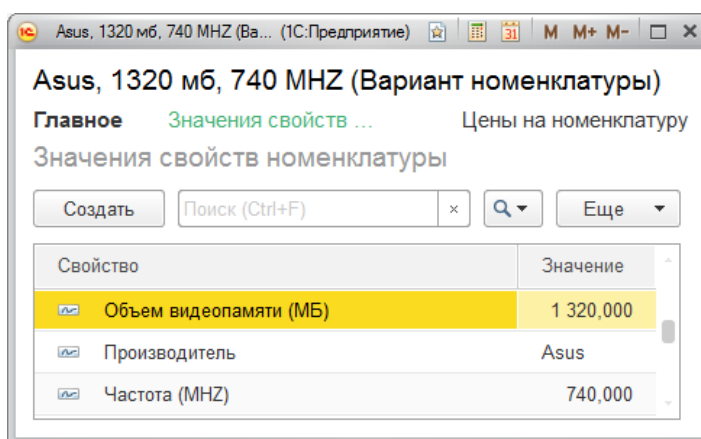 Asus, 1320 мб, 740 MHZ (Ва... (1С:Предприятие) 31 M M+ M-
Asus, 1320 мб, 740 MHZ (Вариант номенклатуры)
Главное Значения свойств ... Цены на номенклатуру
Значения свойств номенклатуры
Создать Поиск (Ctrl+F) × Еще
Свойство Значение
Объем видеопамяти (МБ) 1 320,000
Производитель Asus
Частота (MHZ) 740,000